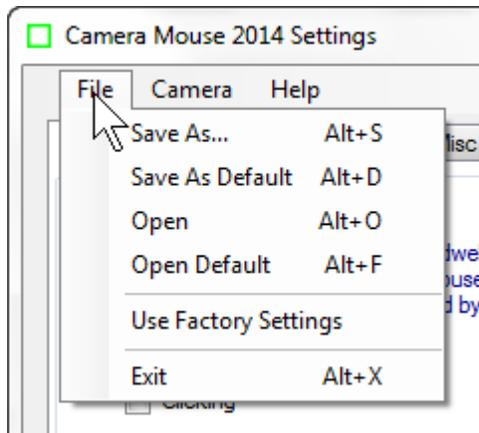 Camera Mouse 2014 Settings
File Camera Help
Save As... Alt+S
Save As Default Alt+D
Open Alt+O
Open Default Alt+F
Use Factory Settings
Exit Alt+X